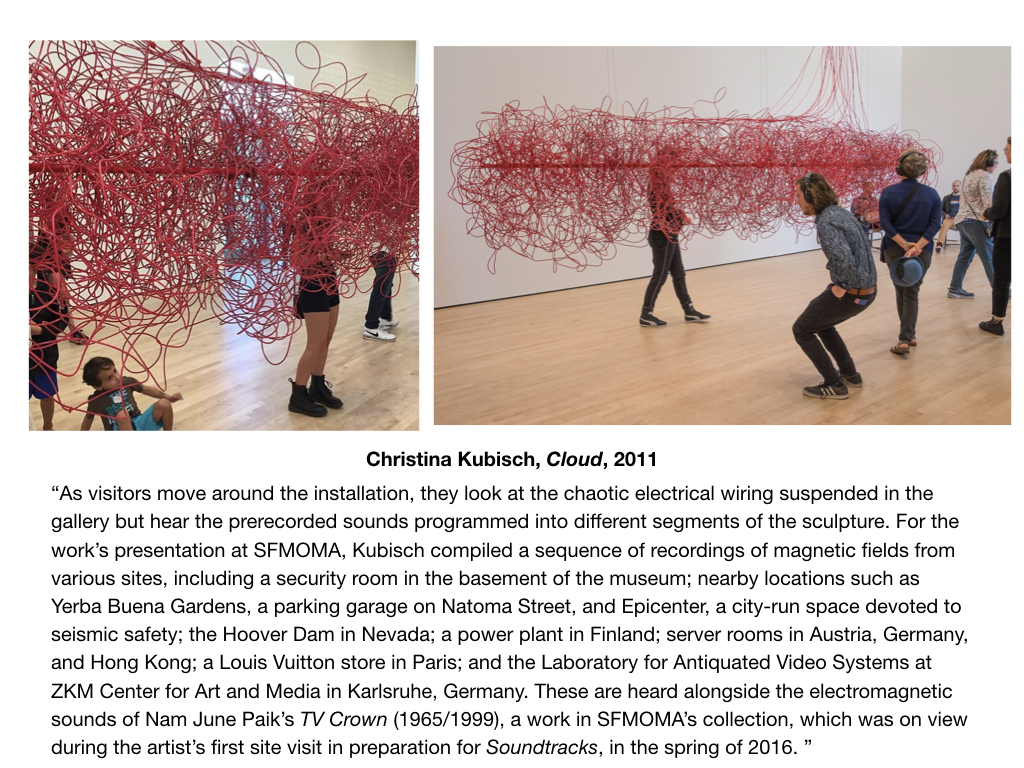 Christina Kubisch, Cloud, 2011
“As visitors move around the installation, they look at the chaotic electrical wiring suspended in the
gallery but hear the prerecorded sounds programmed into different segments of the sculpture. For the
work’s presentation at SFMOMA, Kubisch compiled a sequence of recordings of magnetic fields from
various sites, including a security room in the basement of the museum; nearby locations such as
Yerba Buena Gardens, a parking garage on Natoma Street, and Epicenter, a city-run space devoted to
seismic safety; the Hoover Dam in Nevada; a power plant in Finland; server rooms in Austria, Germany,
and Hong Kong; a Louis Vuitton store in Paris; and the Laboratory for Antiquated Video Systems at
ZKM Center for Art and Media in Karlsruhe, Germany. These are heard alongside the electromagnetic
sounds of Nam June Paik’s TV Crown (1965/1999), a work in SFMOMA’s collection, which was on view
during the artist’s first site visit in preparation for Soundtracks, in the spring of 2016. ”